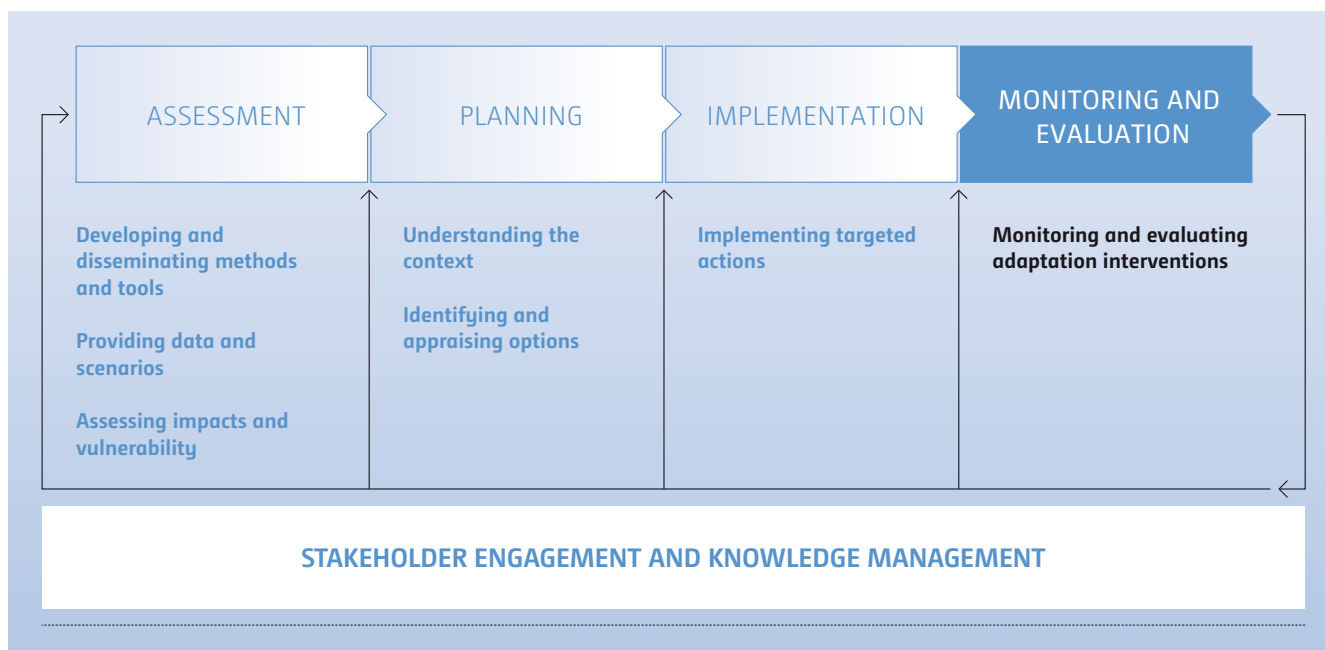 ASSESSMENT
PLANNING
IMPLEMENTATION
MONITORING AND
EVALUATION
Developing and
disseminating methods
and tools
Providing data and
scenarios
Assessing impacts and
vulnerability
Understanding the
context
Identifying and
appraising options
Implementing targeted
actions
Monitoring and evaluating
adaptation interventions
STAKEHOLDER ENGAGEMENT AND KNOWLEDGE MANAGEMENT